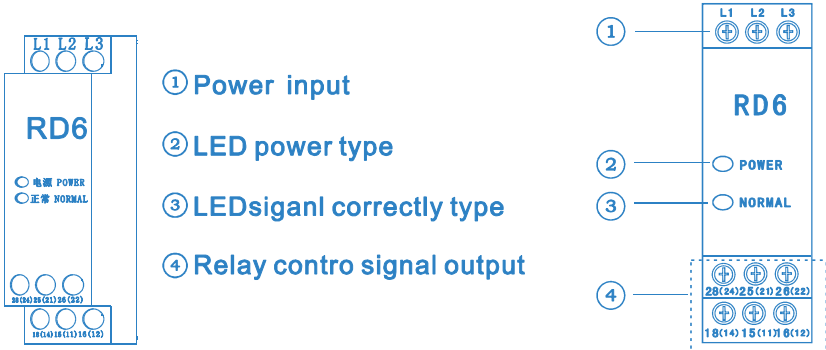 L1 L2 L3
RD6
电源 POWER
正常 NORMAL
28(24) 25(21) 26(22)
18(14) 15(11) 16(12)
① Power input
② LED power type
③ LEDsiganl correctly type
④ Relay contro signal output
① L1 L2 L3
RD6
② POWER
③ NORMAL
④
28(24) 25(21) 26(22)
18(14) 15(11) 16(12)